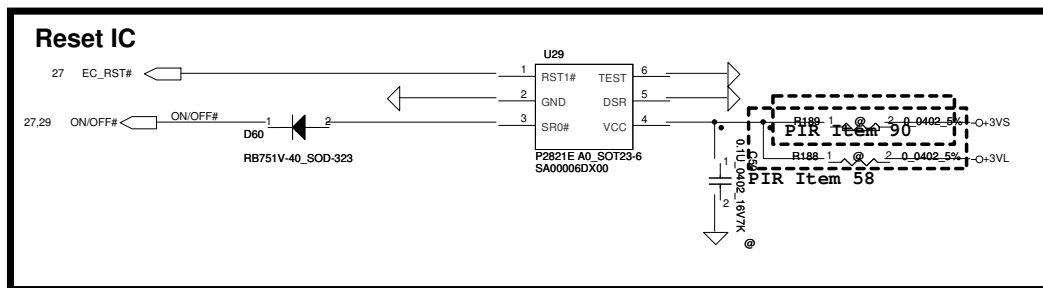 Reset IC
U29
27 EC_RST# 1 RST1# TEST 6
2 GND DSR 5
27,29 ON/OFF# ON/OFF# 1 2 3 SR0# VCC 4
D60
RB751V-40_SOD-323
P2821E A0_SOT23-6
SA00006DX00
R189 1 @ 2 0_0402_5% +3VS
PIR Item 90
R188 1 @ 2 0_0402_5% +3VL
PIR Item 58
1
2
0.1U_0402_16V7K
@